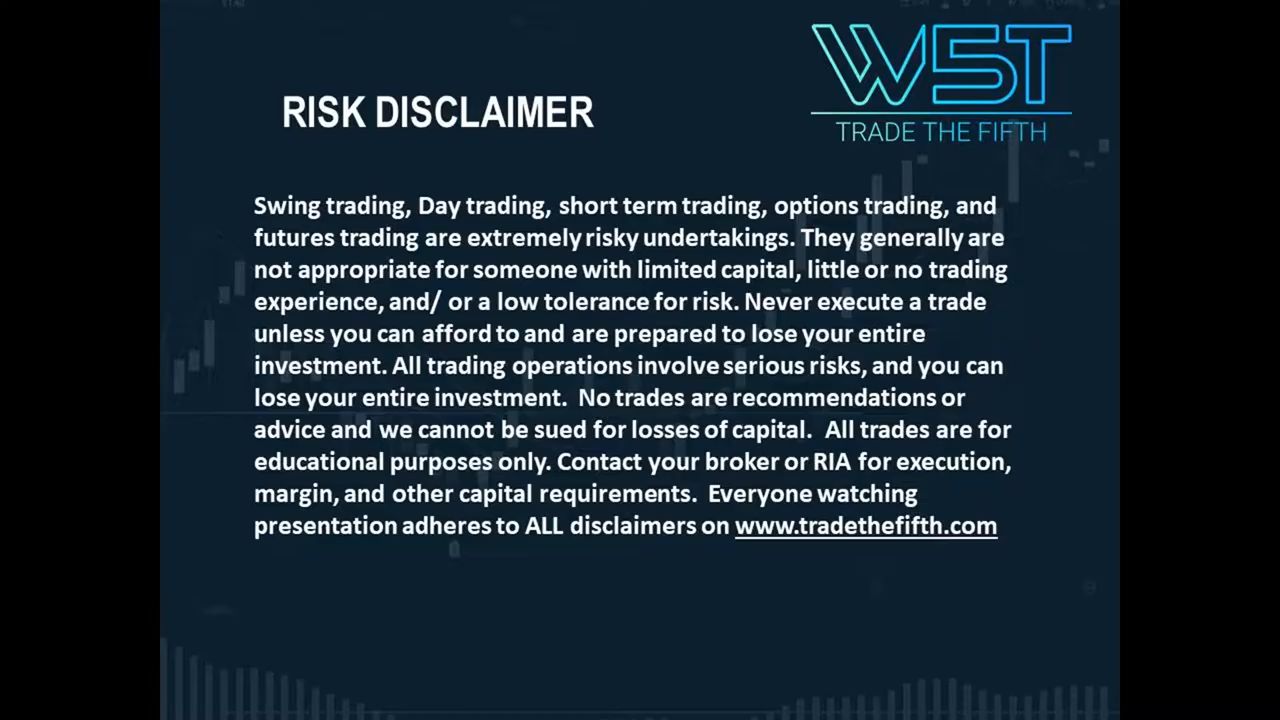 W5T
TRADE THE FIFTH
RISK DISCLAIMER
Swing trading, Day trading, short term trading, options trading, and
futures trading are extremely risky undertakings. They generally are
not appropriate for someone with limited capital, little or no trading
experience, and/ or a low tolerance for risk. Never execute a trade
unless you can afford to and are prepared to lose your entire
investment. All trading operations involve serious risks, and you can
lose your entire investment.  No trades are recommendations or
advice and we cannot be sued for losses of capital.  All trades are for
educational purposes only. Contact your broker or RIA for execution,
margin, and other capital requirements.  Everyone watching
presentation adheres to ALL disclaimers on www.tradethefifth.com